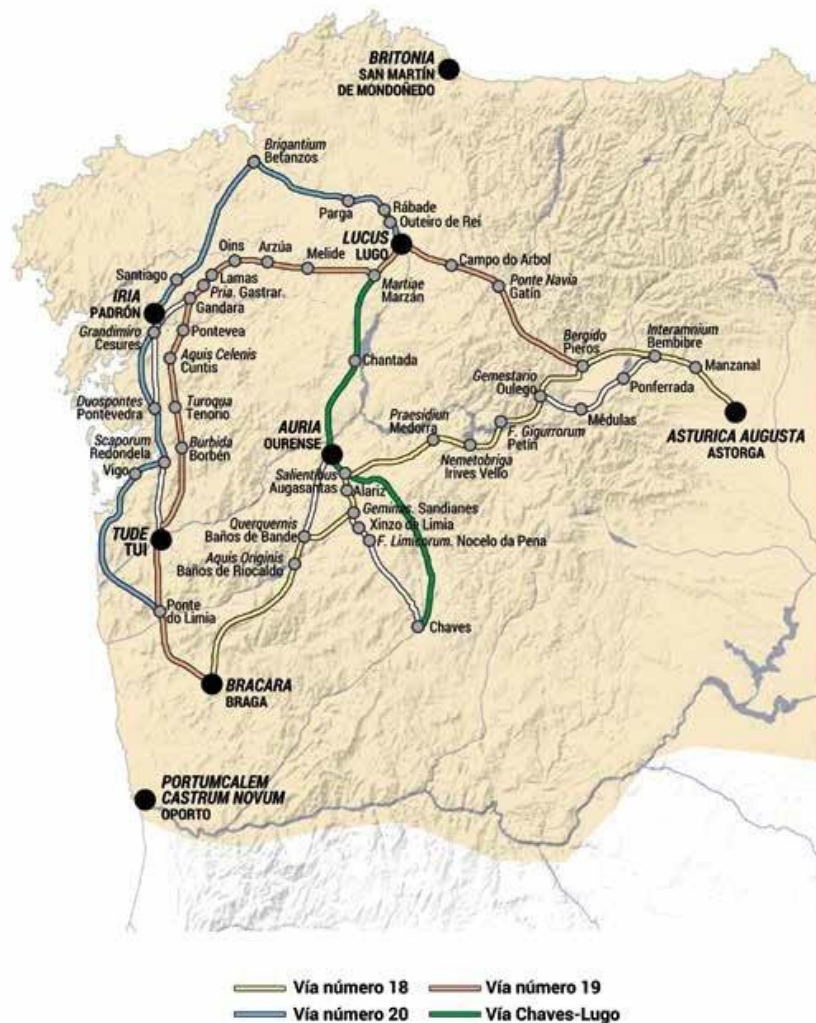 BRITONIA
SAN MARTÍN
DE MONDOÑEDO
Brigantium
Betanzos
Parga
Rábade
Outeiro de Rei
LUCUS
LUGO
Oins
Arzúa
Melide
Campo do Arbol
Santiago
Lamas
Pria. Gastrar.
Gandara
Martiae
Marzán
Ponte Navia
Gatín
IRIA
PADRÓN
Grandimiro
Cesures
Pontevea
Aquis Celenis
Cuntis
Chantada
Bergido
Pieros
Interamnium
Bembibre
Manzanal
Gemestario
Oulego
Ponferrada
Médulas
ASTURICA AUGUSTA
ASTORGA
Duospontes
Pontevedra
Turoqua
Tenorio
AURIA
OURENSE
Praesidiun
Medorra
F. Gigurrorum
Petín
Nemetobriga
Irives Vello
Scaporum
Redondela
Vigo
Burbida
Borbén
Salientibus
Augasantas
Alariz
Geminas. Sandianes
Xinzo de Limia
F. Limicorum. Nocelo da Pena
TUDE
TUI
Querquernis
Baños de Bande
Aquis Originis
Baños de Riocaldo
Ponte
do Limia
Chaves
BRACARA
BRAGA
PORTUMCALEM
CASTRUM NOVUM
OPORTO
Vía número 18
Vía número 19
Vía número 20
Vía Chaves-Lugo